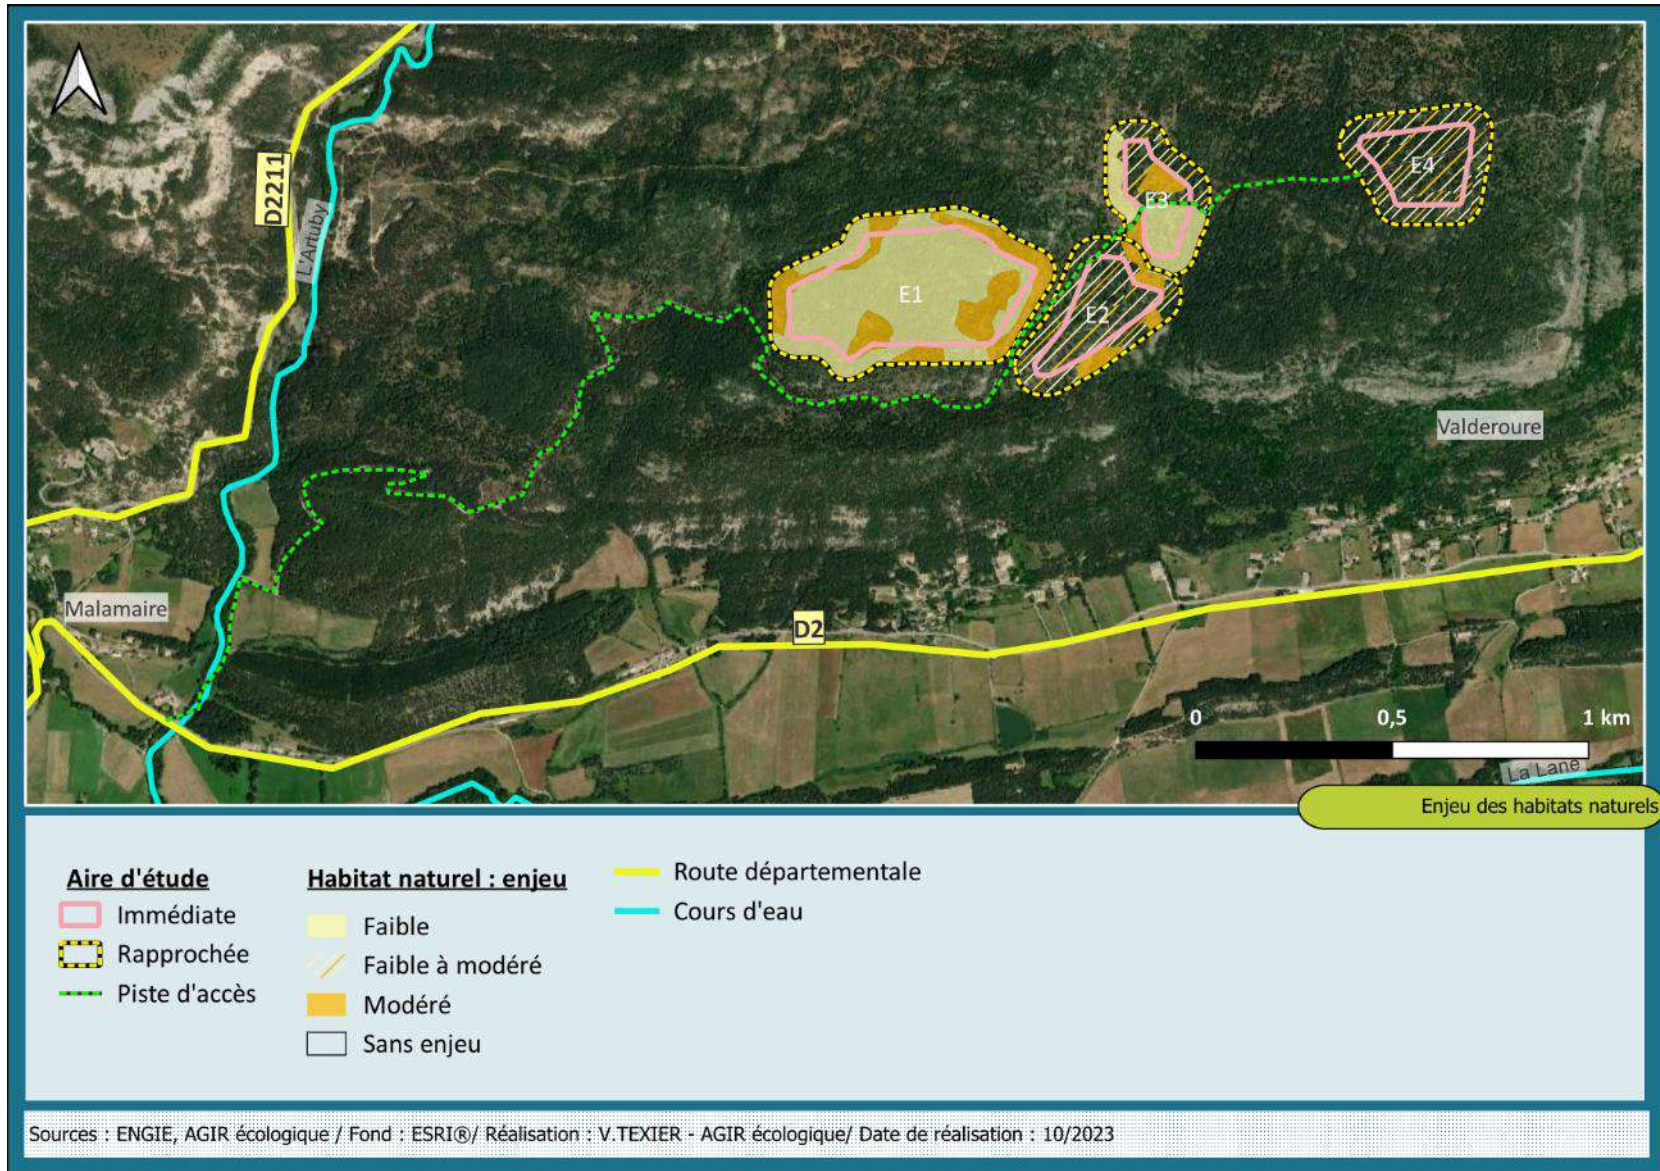 D2211
L'Artuby
E1
E2
E3
E4
Valderoure
Malamaire
D2
0
0,5
1 km
La Lane
Enjeu des habitats naturels
Aire d'étude
Immédiate
Rapprochée
Piste d'accès
Habitat naturel : enjeu
Faible
Faible à modéré
Modéré
Sans enjeu
Route départementale
Cours d'eau
Sources : ENGIE, AGIR écologique / Fond : ESRI®/ Réalisation : V.TEXIER - AGIR écologique/ Date de réalisation : 10/2023